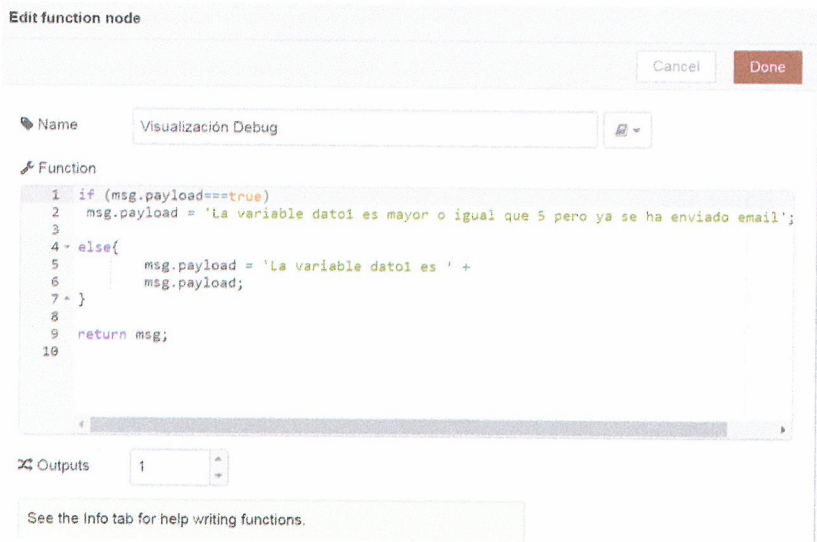 Edit function node
Cancel
Done
Name
Visualización Debug
Function
1 if (msg.payload===true)
2 msg.payload = 'La variable dato1 es mayor o igual que 5 pero ya se ha enviado email';
3
4 else{
5 msg.payload = 'La variable dato1 es ' +
6 msg.payload;
7 }
8
9 return msg;
10
Outputs
1
See the Info tab for help writing functions.